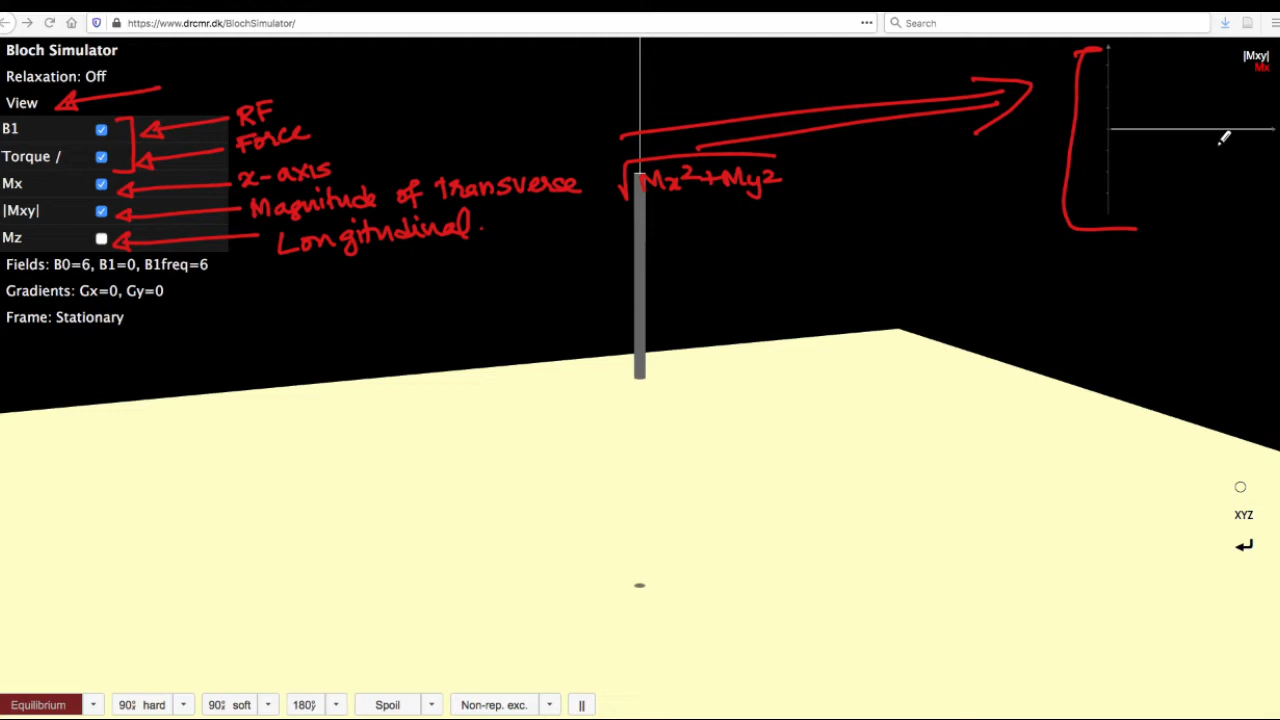 https://www.drcmr.dk/BlochSimulator/
Search
Bloch Simulator
Relaxation: Off
View
B1
Torque /
Mx
|Mxy|
Mz
Fields: B0=6, B1=0, B1freq=6
Gradients: Gx=0, Gy=0
Frame: Stationary
RF
Force
x-axis
Magnitude of Transverse
Longitudinal.
√Mx²+My²
|Mxy|
Mx
XYZ
Equilibrium
90 hard
90 soft
180
Spoil
Non-rep. exc.
||